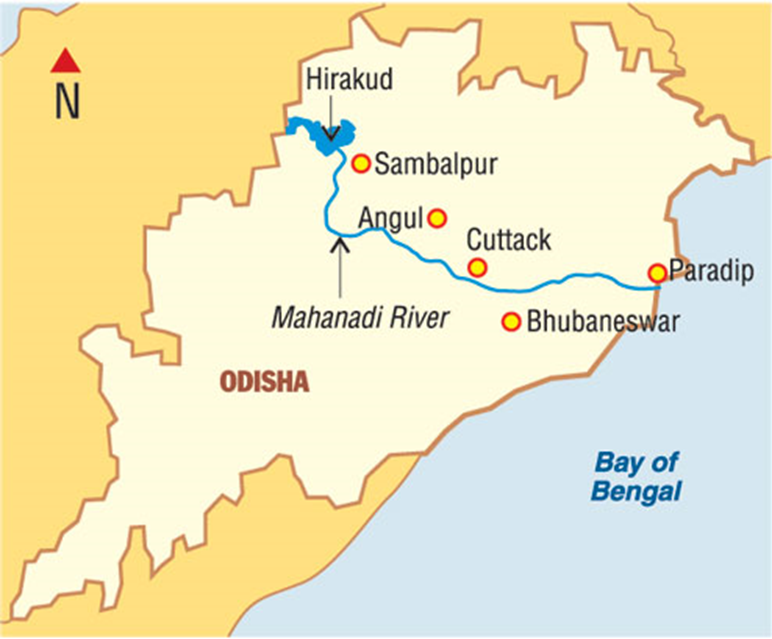 N
Hirakud
Sambalpur
Angul
Cuttack
Paradip
Mahanadi River
Bhubaneswar
ODISHA
Bay of
Bengal